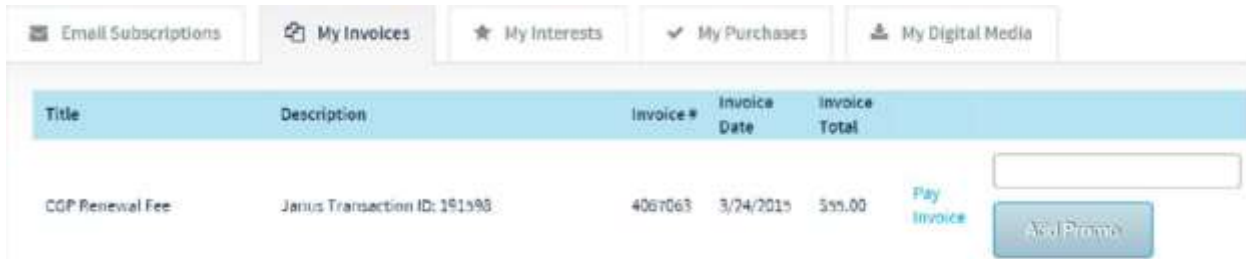 Email Subscriptions
My Invoices
My Interests
My Purchases
My Digital Media
Title
Description
Invoice #
Invoice
Date
Invoice
Total
CGP Renewal Fee
Janus Transaction ID: 191598
4067063
3/24/2015
$55.00
Pay
Invoice
Add Promo